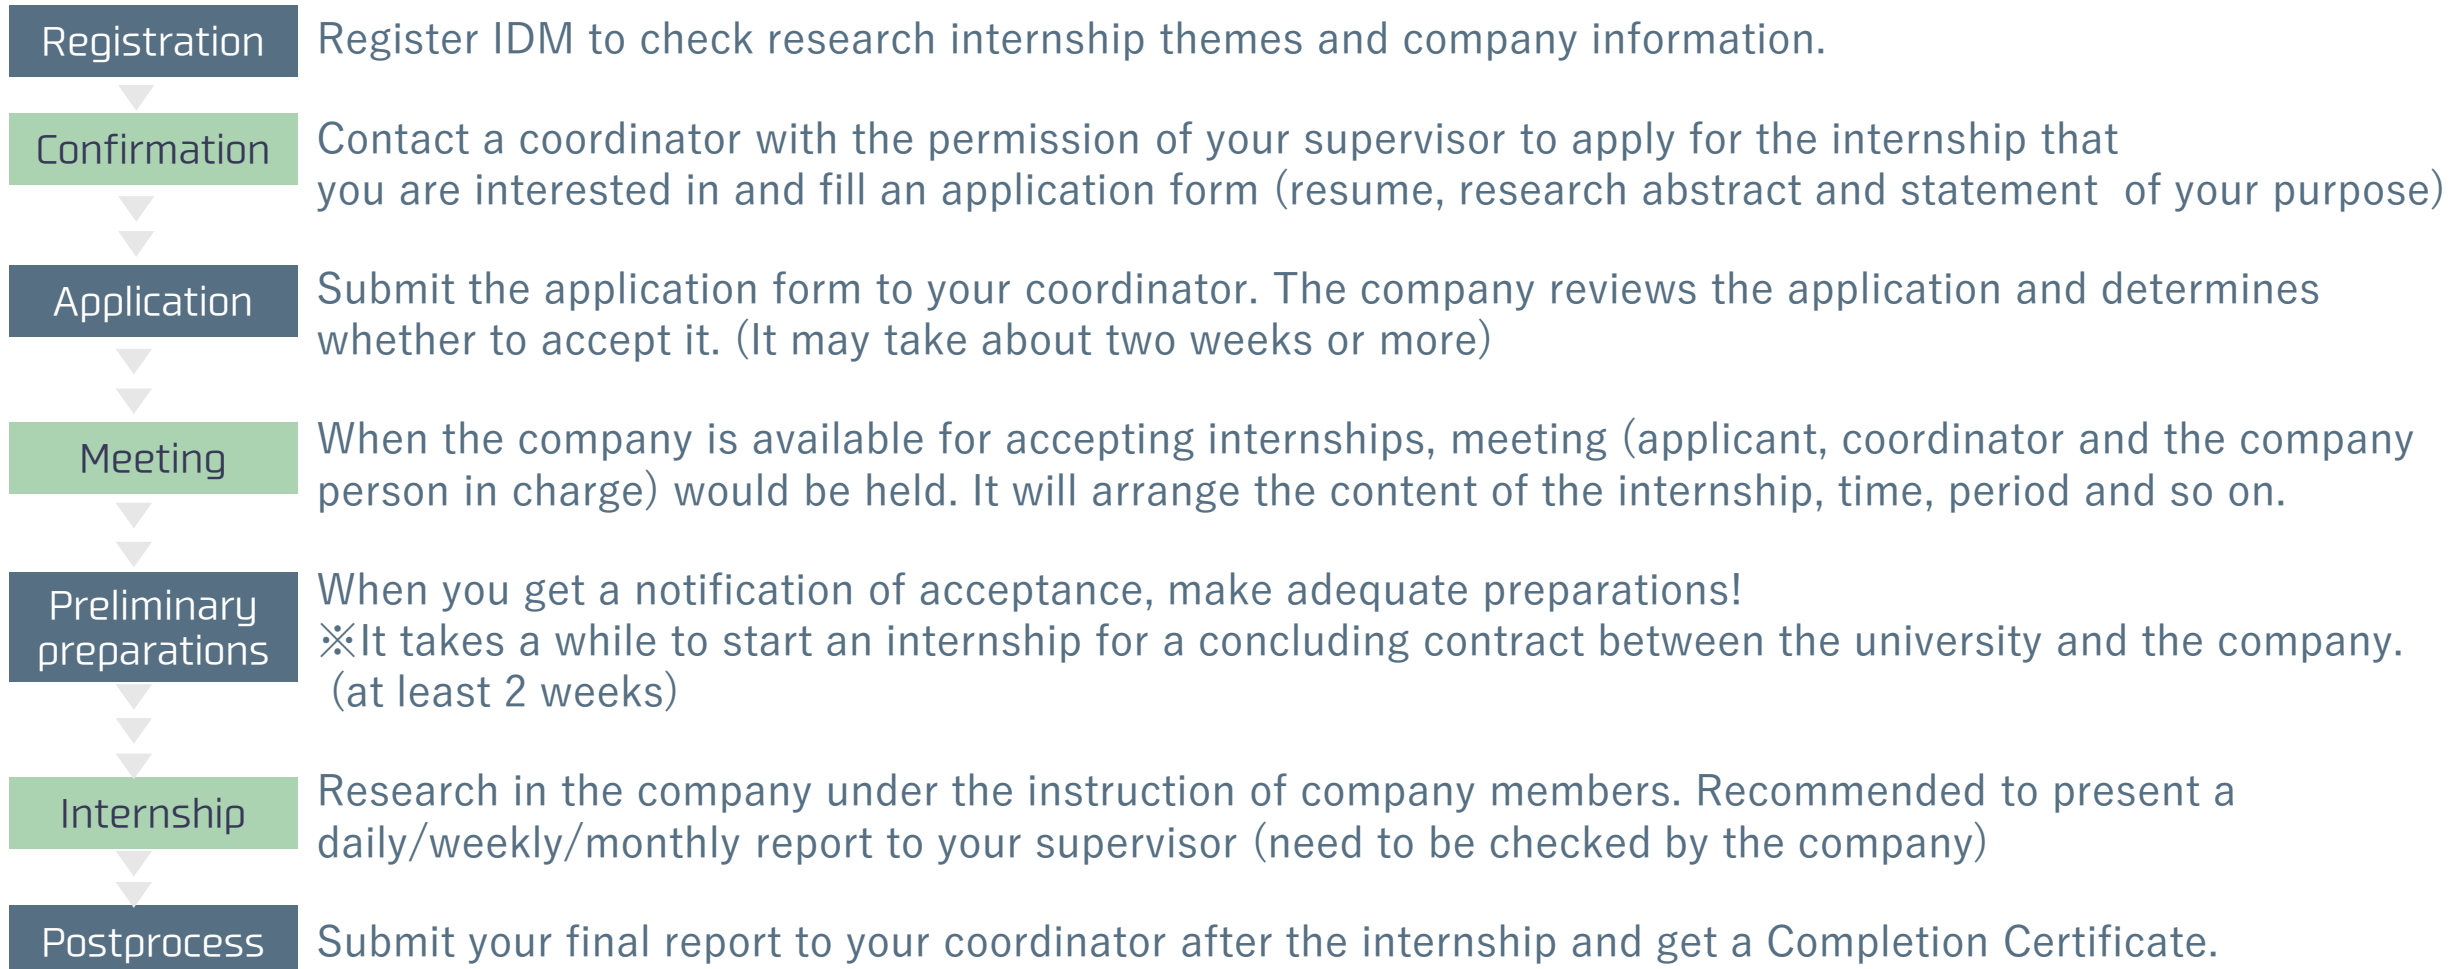 Registration
Register IDM to check research internship themes and company information.
Confirmation
Contact a coordinator with the permission of your supervisor to apply for the internship that
you are interested in and fill an application form (resume, research abstract and statement  of your purpose)
Application
Submit the application form to your coordinator. The company reviews the application and determines
whether to accept it. (It may take about two weeks or more)
Meeting
When the company is available for accepting internships, meeting (applicant, coordinator and the company
person in charge) would be held. It will arrange the content of the internship, time, period and so on.
Preliminary
preparations
When you get a notification of acceptance, make adequate preparations!
※It takes a while to start an internship for a concluding contract between the university and the company.
(at least 2 weeks)
Internship
Research in the company under the instruction of company members. Recommended to present a
daily/weekly/monthly report to your supervisor (need to be checked by the company)
Postprocess
Submit your final report to your coordinator after the internship and get a Completion Certificate.